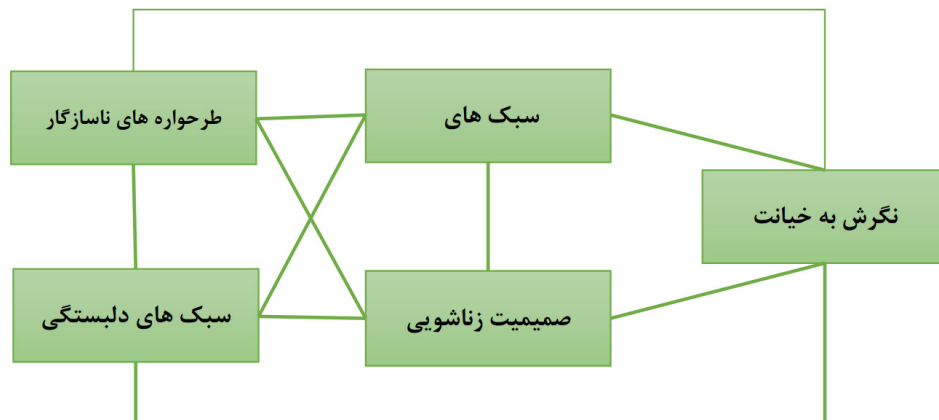 طرحواره های ناسازگار
سبک های
نگرش به خیانت
سبک های دلبستگی
صمیمیت زناشویی